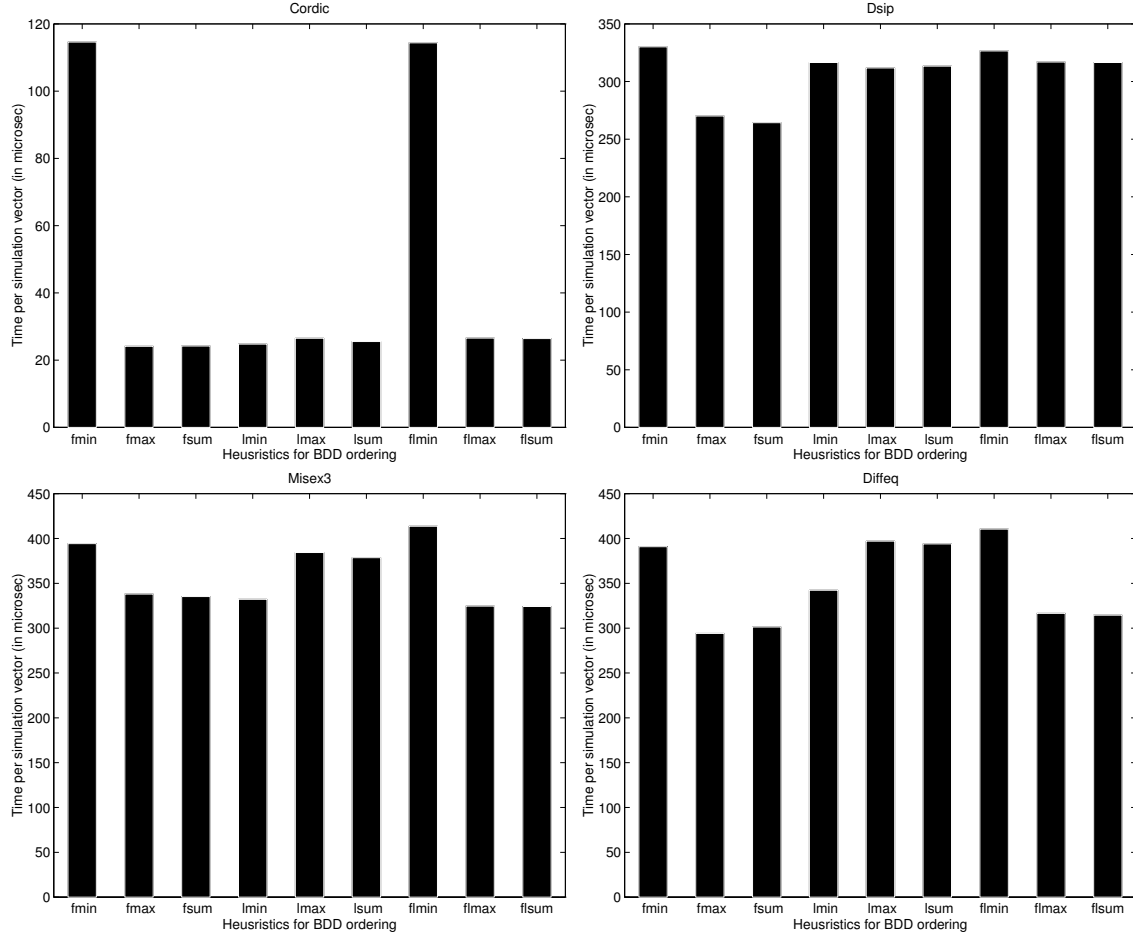 Cordic
Time per simulation vector (in microsec)
120
100
80
60
40
20
0
fmin fmax fsum lmin lmax lsum flmin flmax flsum
Heusristics for BDD ordering
Dsip
Time per simulation vector (in microsec)
350
300
250
200
150
100
50
0
fmin fmax fsum lmin lmax lsum flmin flmax flsum
Heusristics for BDD ordering
Misex3
Time per simulation vector (in microsec)
450
400
350
300
250
200
150
100
50
0
fmin fmax fsum lmin lmax lsum flmin flmax flsum
Heusristics for BDD ordering
Diffeq
Time per simulation vector (in microsec)
450
400
350
300
250
200
150
100
50
0
fmin fmax fsum lmin lmax lsum flmin flmax flsum
Heusristics for BDD ordering